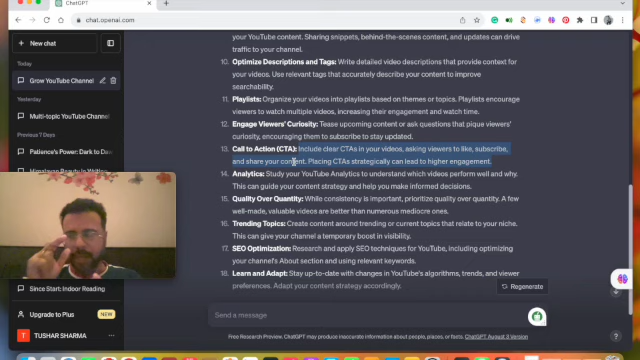 ChatGPT
chat.openai.com
New chat
Today
Grow YouTube Channel
Yesterday
Multi-topic YouTube Channel
Previous 7 Days
Patience's Power: Dark to Daw
Himalayan Beauty in
Since Start: Indoor Reading
Upgrade to Plus
NEW
TUSHAR SHARMA
your YouTube content. Sharing snippets, behind-the-scenes content, and updates can drive
traffic to your channel.
10. Optimize Descriptions and Tags: Write detailed video descriptions that provide context for
your videos. Use relevant tags that accurately describe your content to improve
searchability.
11. Playlists: Organize your videos into playlists based on themes or topics. Playlists encourage
viewers to watch multiple videos, increasing their engagement and watch time.
12. Engage Viewers' Curiosity: Tease upcoming content or ask questions that pique viewers'
curiosity, encouraging them to subscribe to stay updated.
13. Call to Action (CTA): Include clear CTAs in your videos, asking viewers to like, subscribe,
and share your content. Placing CTAs strategically can lead to higher engagement.
14. Analytics: Study your YouTube Analytics to understand which videos perform well and why.
This can guide your content strategy and help you make informed decisions.
15. Quality Over Quantity: While consistency is important, prioritize quality over quantity. A few
well-made, valuable videos are better than numerous mediocre ones.
16. Trending Topics: Create content around trending or current topics that relate to your niche.
This can give your channel a temporary boost in visibility.
17. SEO Optimization: Research and apply SEO techniques for YouTube, including optimizing
your channel's About section and using relevant keywords.
18. Learn and Adapt: Stay up-to-date with changes in YouTube's algorithms, trends, and viewer
preferences. Adapt your content strategy accordingly.
Regenerate
Send a message
Free Research Preview. ChatGPT may produce inaccurate information about people, places, or facts. ChatGPT August 3 Version